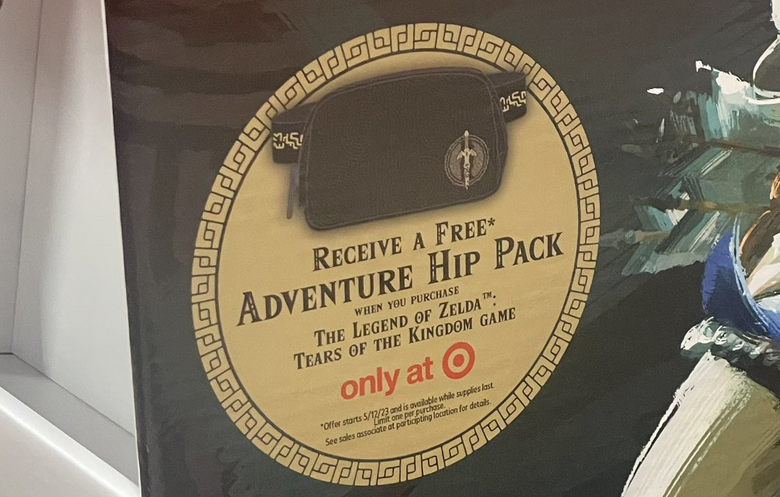 RECEIVE A FREE*
ADVENTURE HIP PACK
WHEN YOU PURCHASE
THE LEGEND OF ZELDA™:
TEARS OF THE KINGDOM GAME
only at
*Offer starts 5/12/23 and is available while supplies last.
Limit one per purchase.
See sales associate at participating location for details.